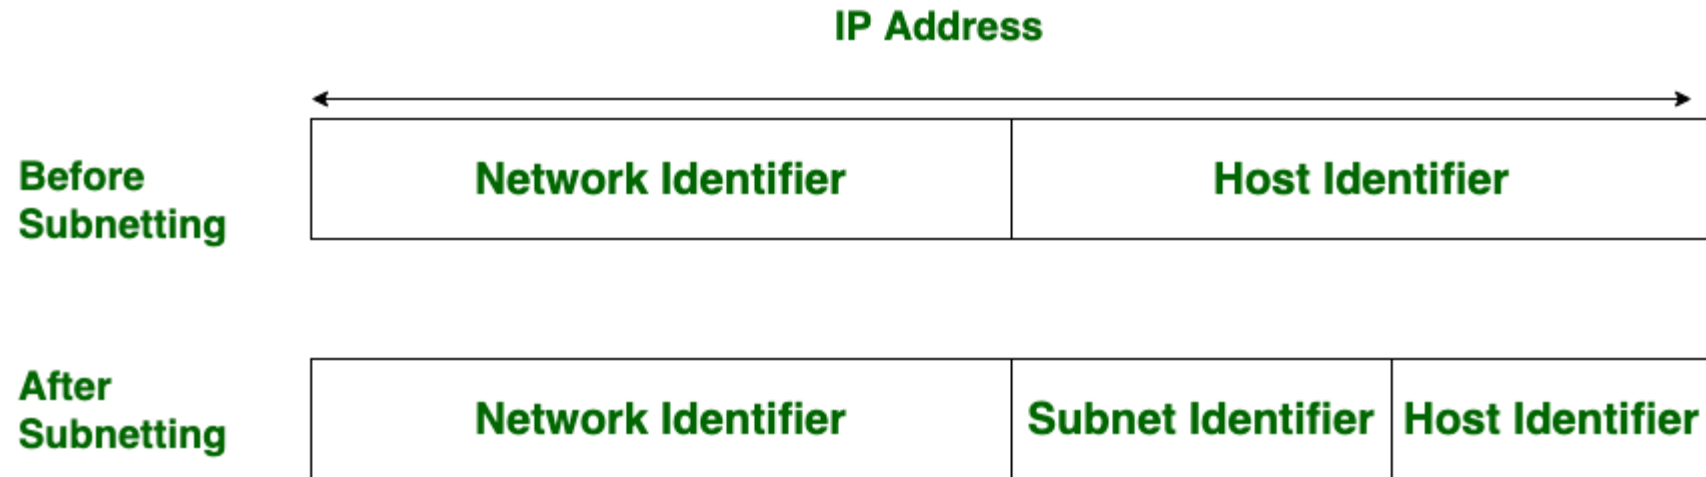 IP Address
Before
Subnetting
Network Identifier
Host Identifier
After
Subnetting
Network Identifier
Subnet Identifier
Host Identifier